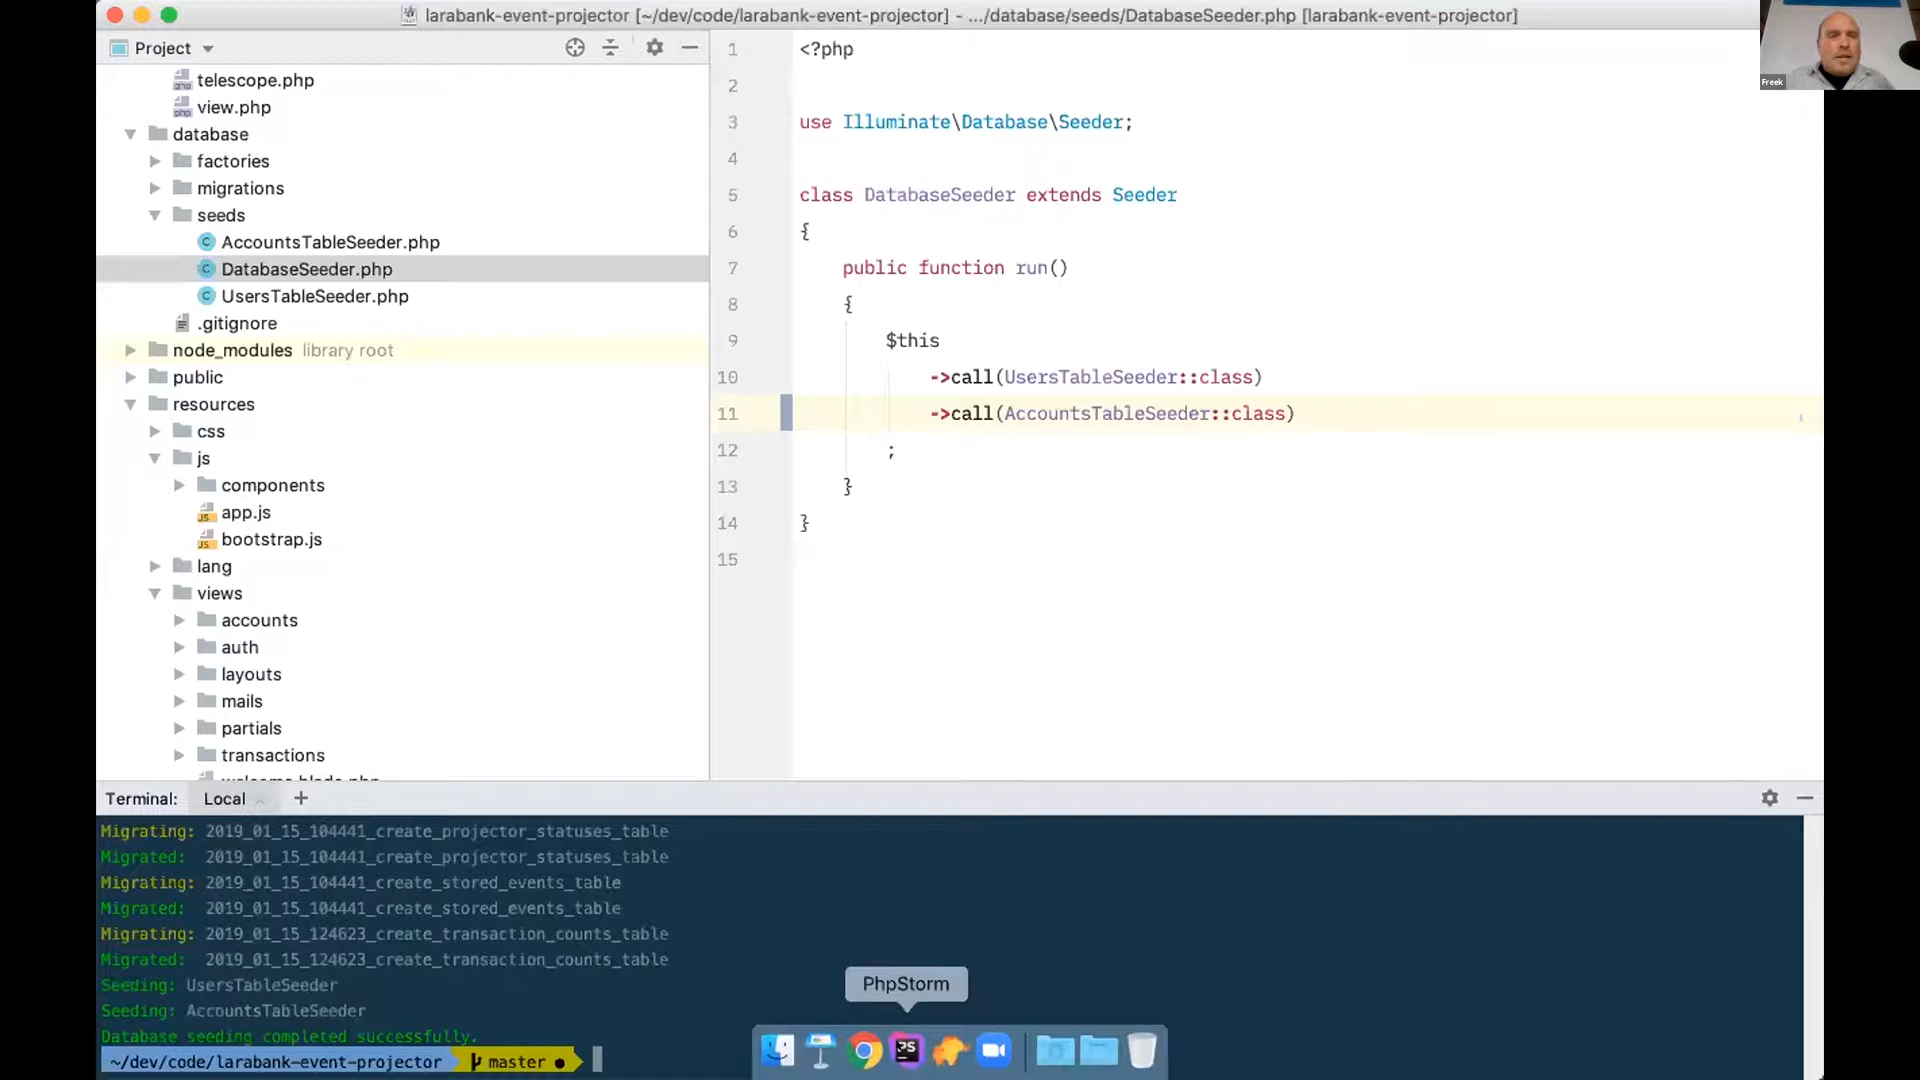 larabank-event-projector [~/dev/code/larabank-event-projector] - .../database/seeds/DatabaseSeeder.php [larabank-event-projector]
Freek
Project
telescope.php
view.php
database
factories
migrations
seeds
AccountsTableSeeder.php
DatabaseSeeder.php
UsersTableSeeder.php
.gitignore
node_modules library root
public
resources
css
js
components
app.js
bootstrap.js
lang
views
accounts
auth
layouts
mails
partials
transactions
welcome.blade.php
1 <?php
2
3 use Illuminate\Database\Seeder;
4
5 class DatabaseSeeder extends Seeder
6 {
7 public function run()
8 {
9 $this
10 ->call(UsersTableSeeder::class)
11 ->call(AccountsTableSeeder::class)
12 ;
13 }
14 }
15
Terminal: Local +
Migrating: 2019_01_15_104441_create_projector_statuses_table
Migrated: 2019_01_15_104441_create_projector_statuses_table
Migrating: 2019_01_15_104441_create_stored_events_table
Migrated: 2019_01_15_104441_create_stored_events_table
Migrating: 2019_01_15_124623_create_transaction_counts_table
Migrated: 2019_01_15_124623_create_transaction_counts_table
Seeding: UsersTableSeeder
Seeding: AccountsTableSeeder
Database seeding completed successfully.
~/dev/code/larabank-event-projector master ●
PhpStorm
PS